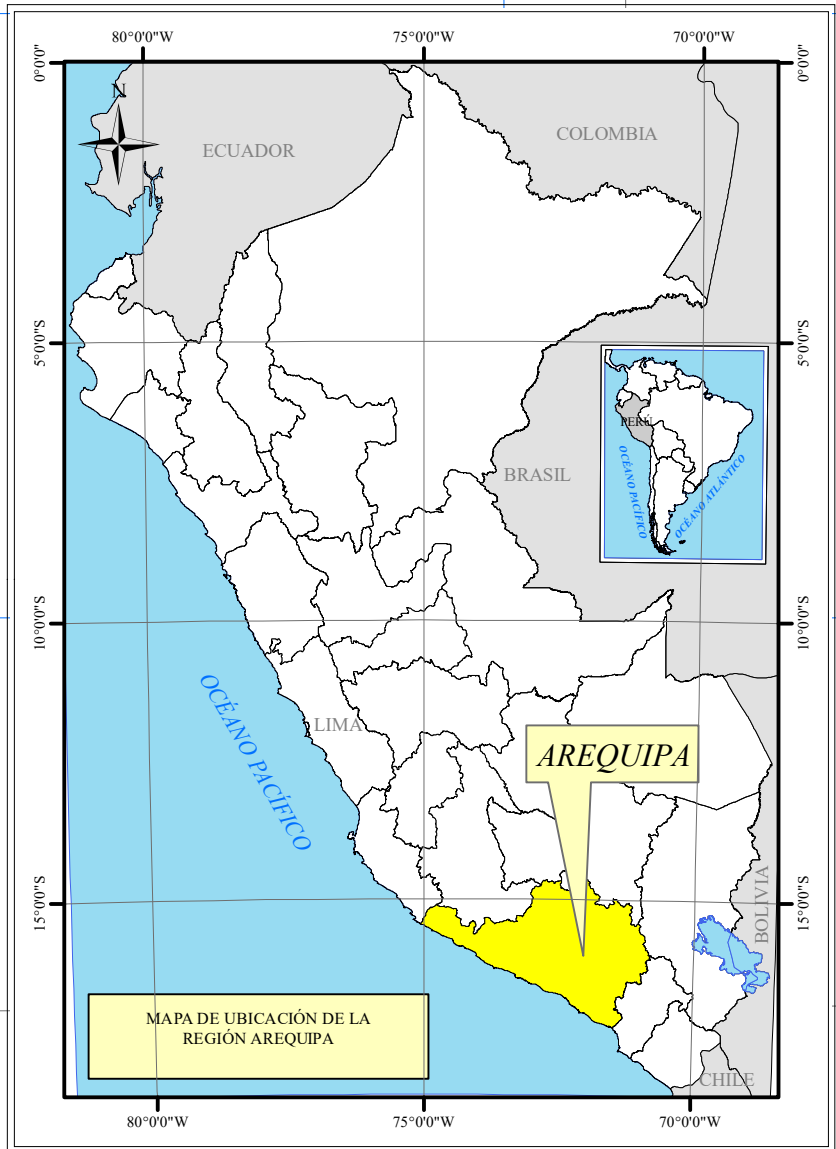 80°0'0"W
75°0'0"W
70°0'0"W
0°0'0"
0°0'0"
N
ECUADOR
COLOMBIA
5°0'0"S
5°0'0"S
PERÚ
OCÉANO PACÍFICO
OCÉANO ATLÁNTICO
BRASIL
10°0'0"S
10°0'0"S
OCÉANO PACÍFICO
LIMA
AREQUIPA
15°0'0"S
15°0'0"S
BOLIVIA
MAPA DE UBICACIÓN DE LA
REGIÓN AREQUIPA
CHILE
80°0'0"W
75°0'0"W
70°0'0"W